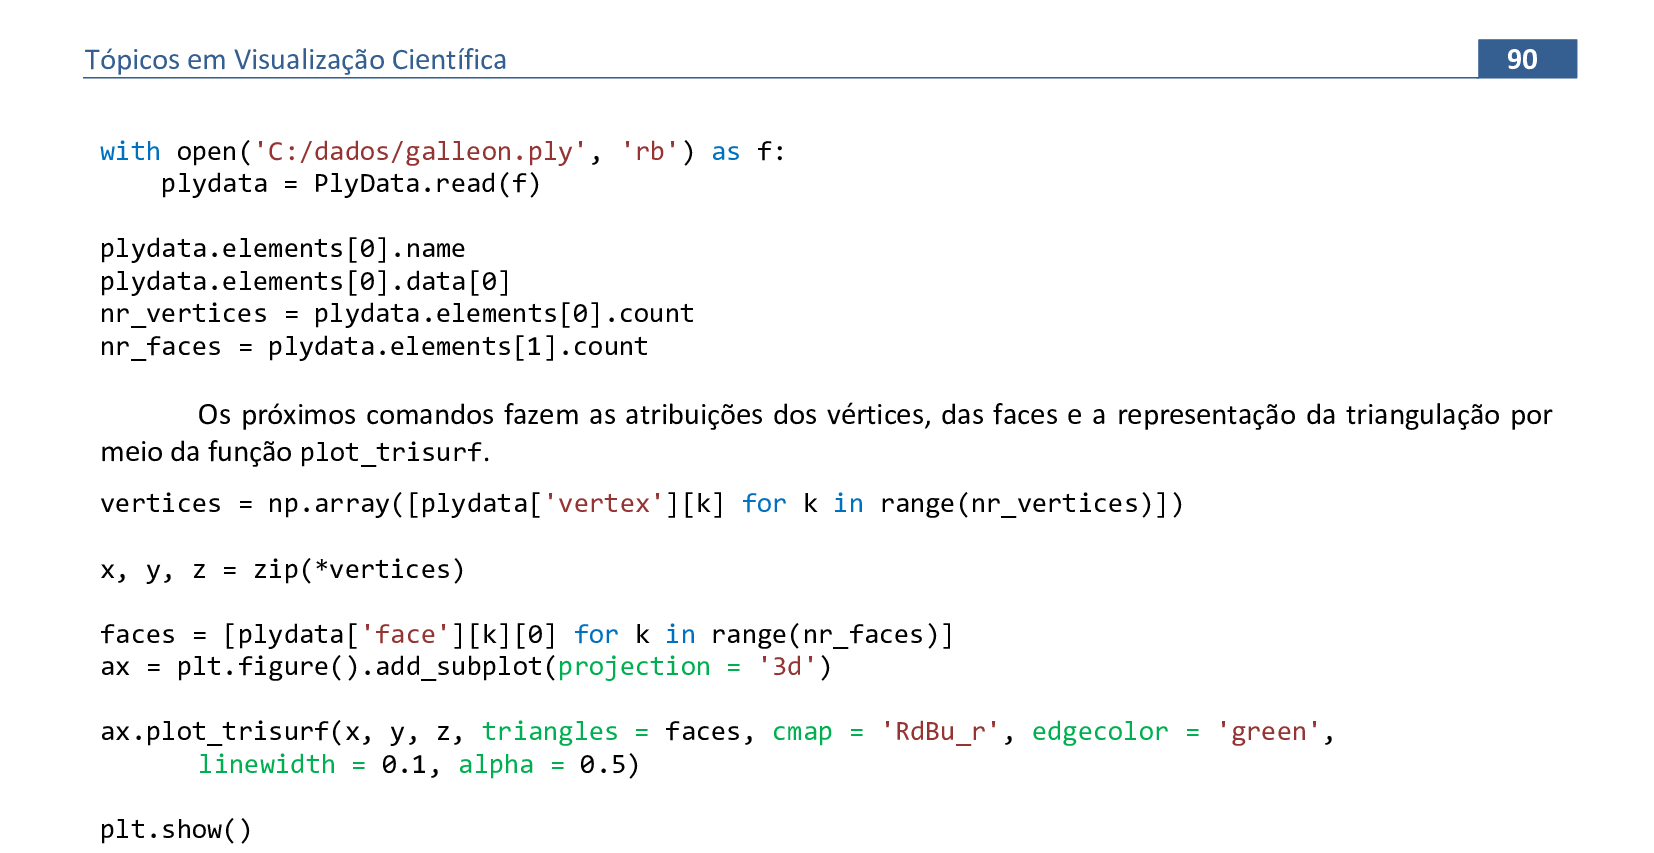 Tópicos em Visualização Científica 90
with open('C:/dados/galleon.ply', 'rb') as f:
    plydata = PlyData.read(f)
plydata.elements[0].name
plydata.elements[0].data[0]
nr_vertices = plydata.elements[0].count
nr_faces = plydata.elements[1].count
Os próximos comandos fazem as atribuições dos vértices, das faces e a representação da triangulação por
meio da função plot_trisurf.
vertices = np.array([plydata['vertex'][k] for k in range(nr_vertices)])
x, y, z = zip(*vertices)
faces = [plydata['face'][k][0] for k in range(nr_faces)]
ax = plt.figure().add_subplot(projection = '3d')
ax.plot_trisurf(x, y, z, triangles = faces, cmap = 'RdBu_r', edgecolor = 'green',
linewidth = 0.1, alpha = 0.5)
plt.show()